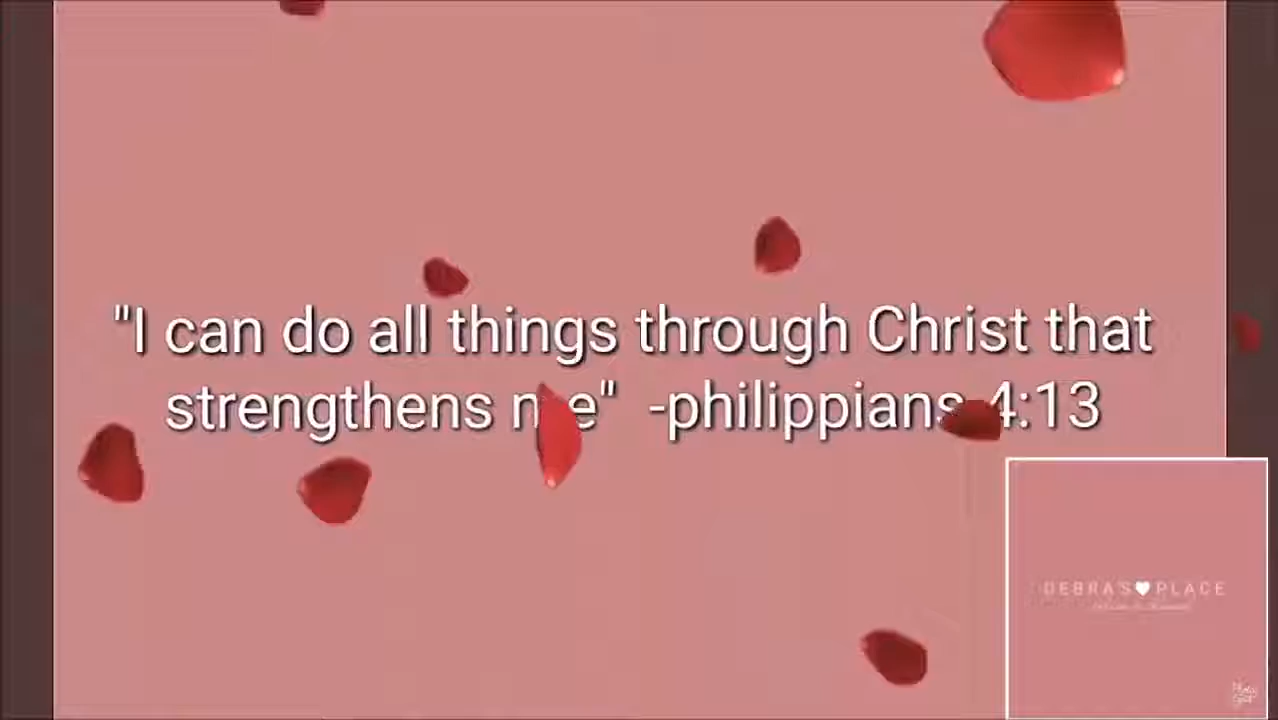 "I can do all things through Christ that
strengthens me" -philippians 4:13
DEBRA'S♥PLACE